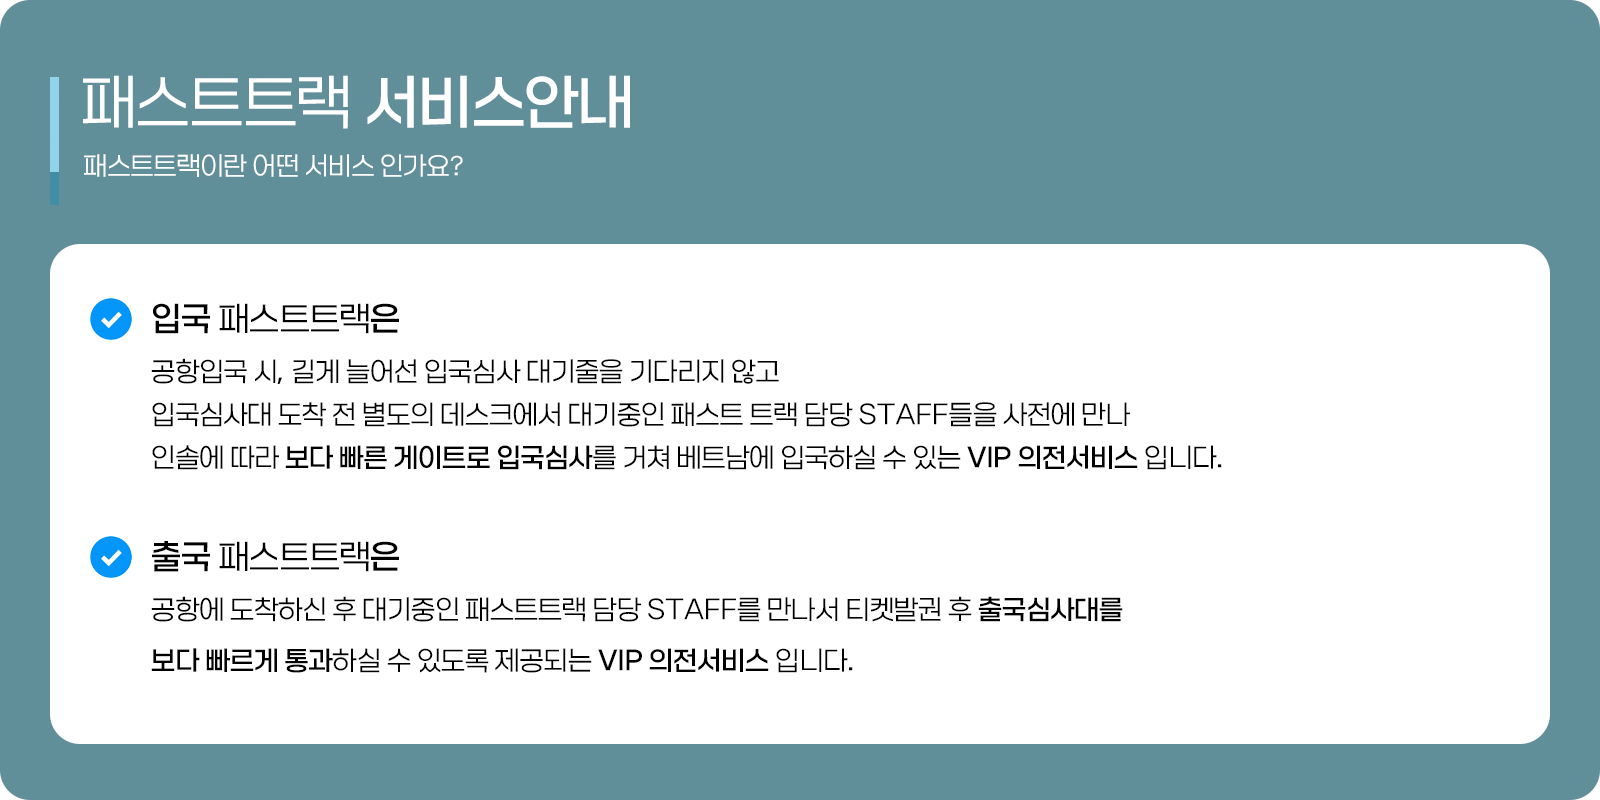 패스트트랙 서비스안내
패스트트랙이란 어떤 서비스 인가요?
입국 패스트트랙은
공항입국 시, 길게 늘어선 입국심사 대기줄을 기다리지 않고
입국심사대 도착 전 별도의 데스크에서 대기중인 패스트 트랙 담당 STAFF들을 사전에 만나
인솔에 따라 보다 빠른 게이트로 입국심사를 거쳐 베트남에 입국하실 수 있는 VIP 의전서비스 입니다.
출국 패스트트랙은
공항에 도착하신 후 대기중인 패스트트랙 담당 STAFF를 만나서 티켓발권 후 출국심사대를
보다 빠르게 통과하실 수 있도록 제공되는 VIP 의전서비스 입니다.